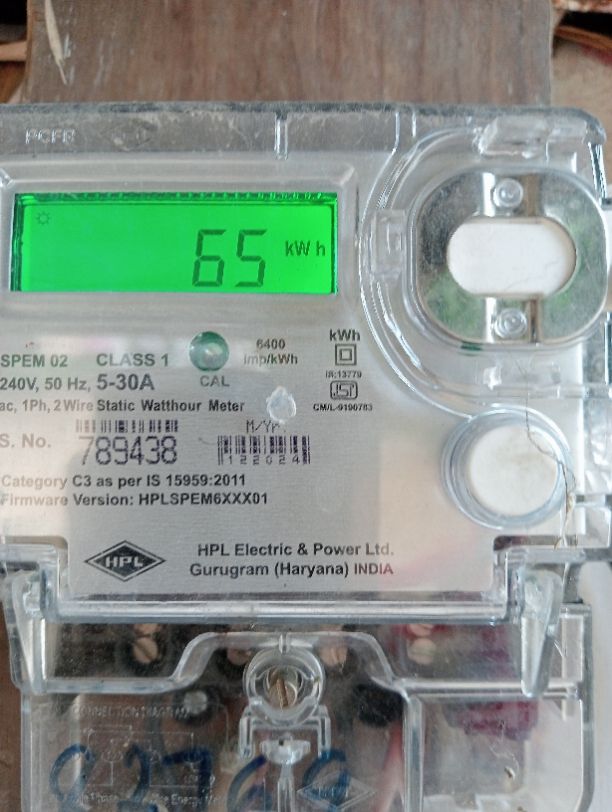 65 kWh
6400
imp/kWh
kWh
SPEM 02 CLASS 1
240V, 50 Hz, 5-30A
CAL
IS:13779
CM/L-9190783
ac, 1Ph, 2 Wire Static Watthour Meter
M/Yr.
S. No.
789438
122024
Category C3 as per IS 15959:2011
Firmware Version: HPLSPEM6XXX01
HPL
HPL Electric & Power Ltd.
Gurugram (Haryana) INDIA
CONNECTION DIAGRAM